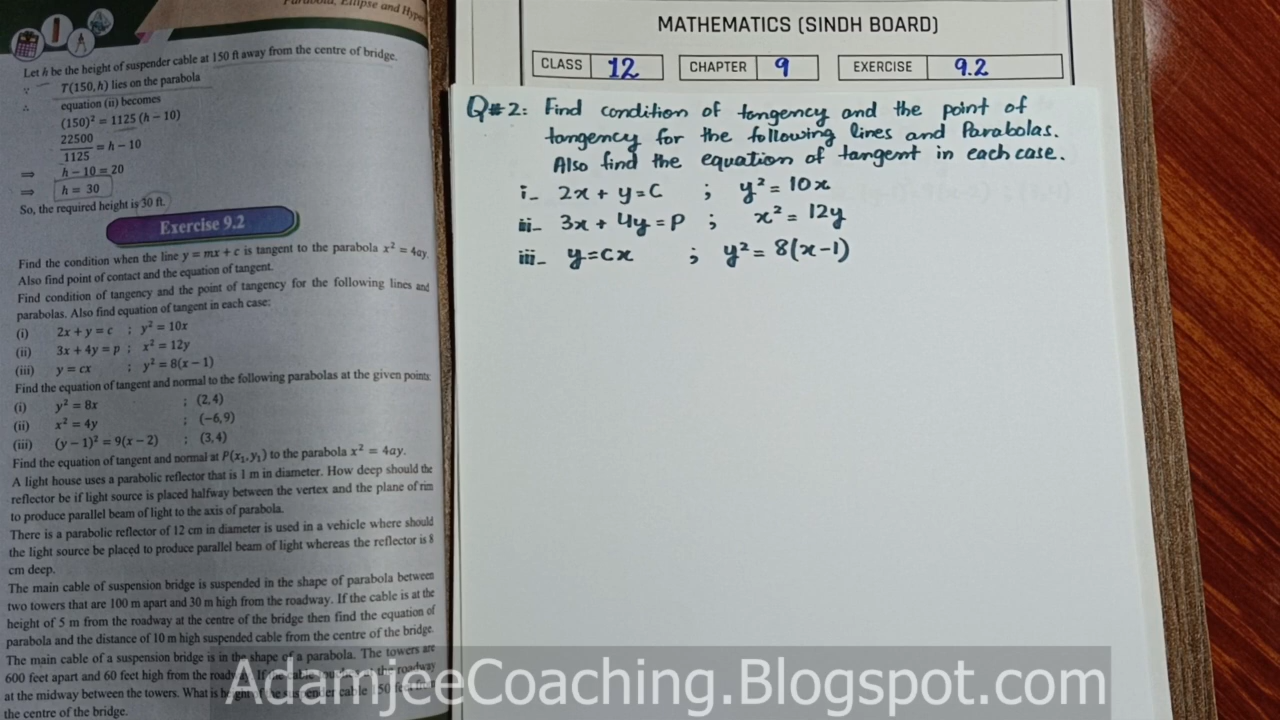 Parabola, Ellipse and Hyper
Let h be the height of suspender cable at 150 ft away from the centre of bridge.
∵ T(150, h) lies on the parabola
∴ equation (ii) becomes
(150)² = 1125 (h − 10)
22500
1125
= h − 10
⟹ h − 10 = 20
⟹ h = 30
So, the required height is 30 ft.
Exercise 9.2
Find the condition when the line y = mx + c is tangent to the parabola x² = 4ay.
Also find point of contact and the equation of tangent.
Find condition of tangency and the point of tangency for the following lines and
parabolas. Also find equation of tangent in each case:
(i) 2x + y = c ; y² = 10x
(ii) 3x + 4y = p ; x² = 12y
(iii) y = cx ; y² = 8(x − 1)
Find the equation of tangent and normal to the following parabolas at the given points:
(i) y² = 8x ; (2,4)
(ii) x² = 4y ; (−6,9)
(iii) (y − 1)² = 9(x − 2) ; (3,4)
Find the equation of tangent and normal at P(x₁, y₁) to the parabola x² = 4ay.
A light house uses a parabolic reflector that is 1 m in diameter. How deep should the
reflector be if light source is placed halfway between the vertex and the plane of rim
to produce parallel beam of light to the axis of parabola.
There is a parabolic reflector of 12 cm in diameter is used in a vehicle where should
the light source be placed to produce parallel beam of light whereas the reflector is 8
cm deep.
The main cable of suspension bridge is suspended in the shape of parabola between
two towers that are 100 m apart and 30 m high from the roadway. If the cable is at the
height of 5 m from the roadway at the centre of the bridge then find the equation of
parabola and the distance of 10 m high suspended cable from the centre of the bridge.
The main cable of a suspension bridge is in the shape of a parabola. The towers are
600 feet apart and 60 feet high from the roadway
at the midway between the towers. What is
the centre of the bridge.
MATHEMATICS (SINDH BOARD)
CLASS 12 CHAPTER 9 EXERCISE 9.2
Q#2: Find condition of tangency and the point of
tangency for the following lines and Parabolas.
Also find the equation of tangent in each case.
i- 2x + y = C ; y² = 10x
ii- 3x + 4y = P ; x² = 12y
iii- y = cx ; y² = 8(x-1)
AdamjeeCoaching.Blogspot.com